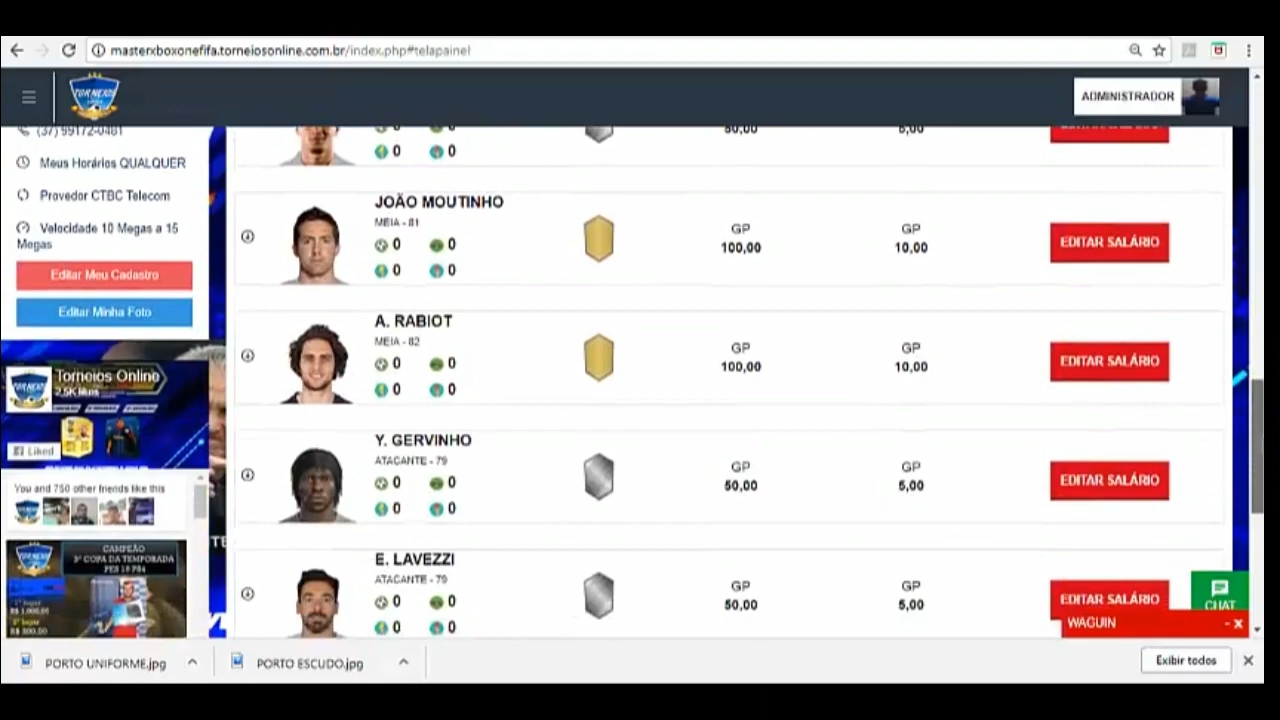 masterxboxonefifa.torneiosonline.com.br/index.php#telapainel
ADMINISTRADOR
(37) 99172-0481
Meus Horários QUALQUER
Provedor CTBC Telecom
Velocidade 10 Megas a 15
Megas
Editar Meu Cadastro
Editar Minha Foto
Torneios Online
2.5K likes
Liked
You and 750 other friends like this
CAMPEÃO
3ª COPA DA TEMPORADA
PES 18 PS4
0 0
50,00
5,00
0 0
JOÃO MOUTINHO
MEIA - 81
0 0
0 0
GP
100,00
GP
10,00
EDITAR SALÁRIO
A. RABIOT
MEIA - 82
0 0
0 0
GP
100,00
GP
10,00
EDITAR SALÁRIO
Y. GERVINHO
ATACANTE - 79
0 0
0 0
GP
50,00
GP
5,00
EDITAR SALÁRIO
E. LAVEZZI
ATACANTE - 79
0 0
0 0
GP
50,00
GP
5,00
EDITAR SALÁRIO
CHAT
WAGUIN - x
PORTO UNIFORME.jpg
PORTO ESCUDO.jpg
Exibir todos